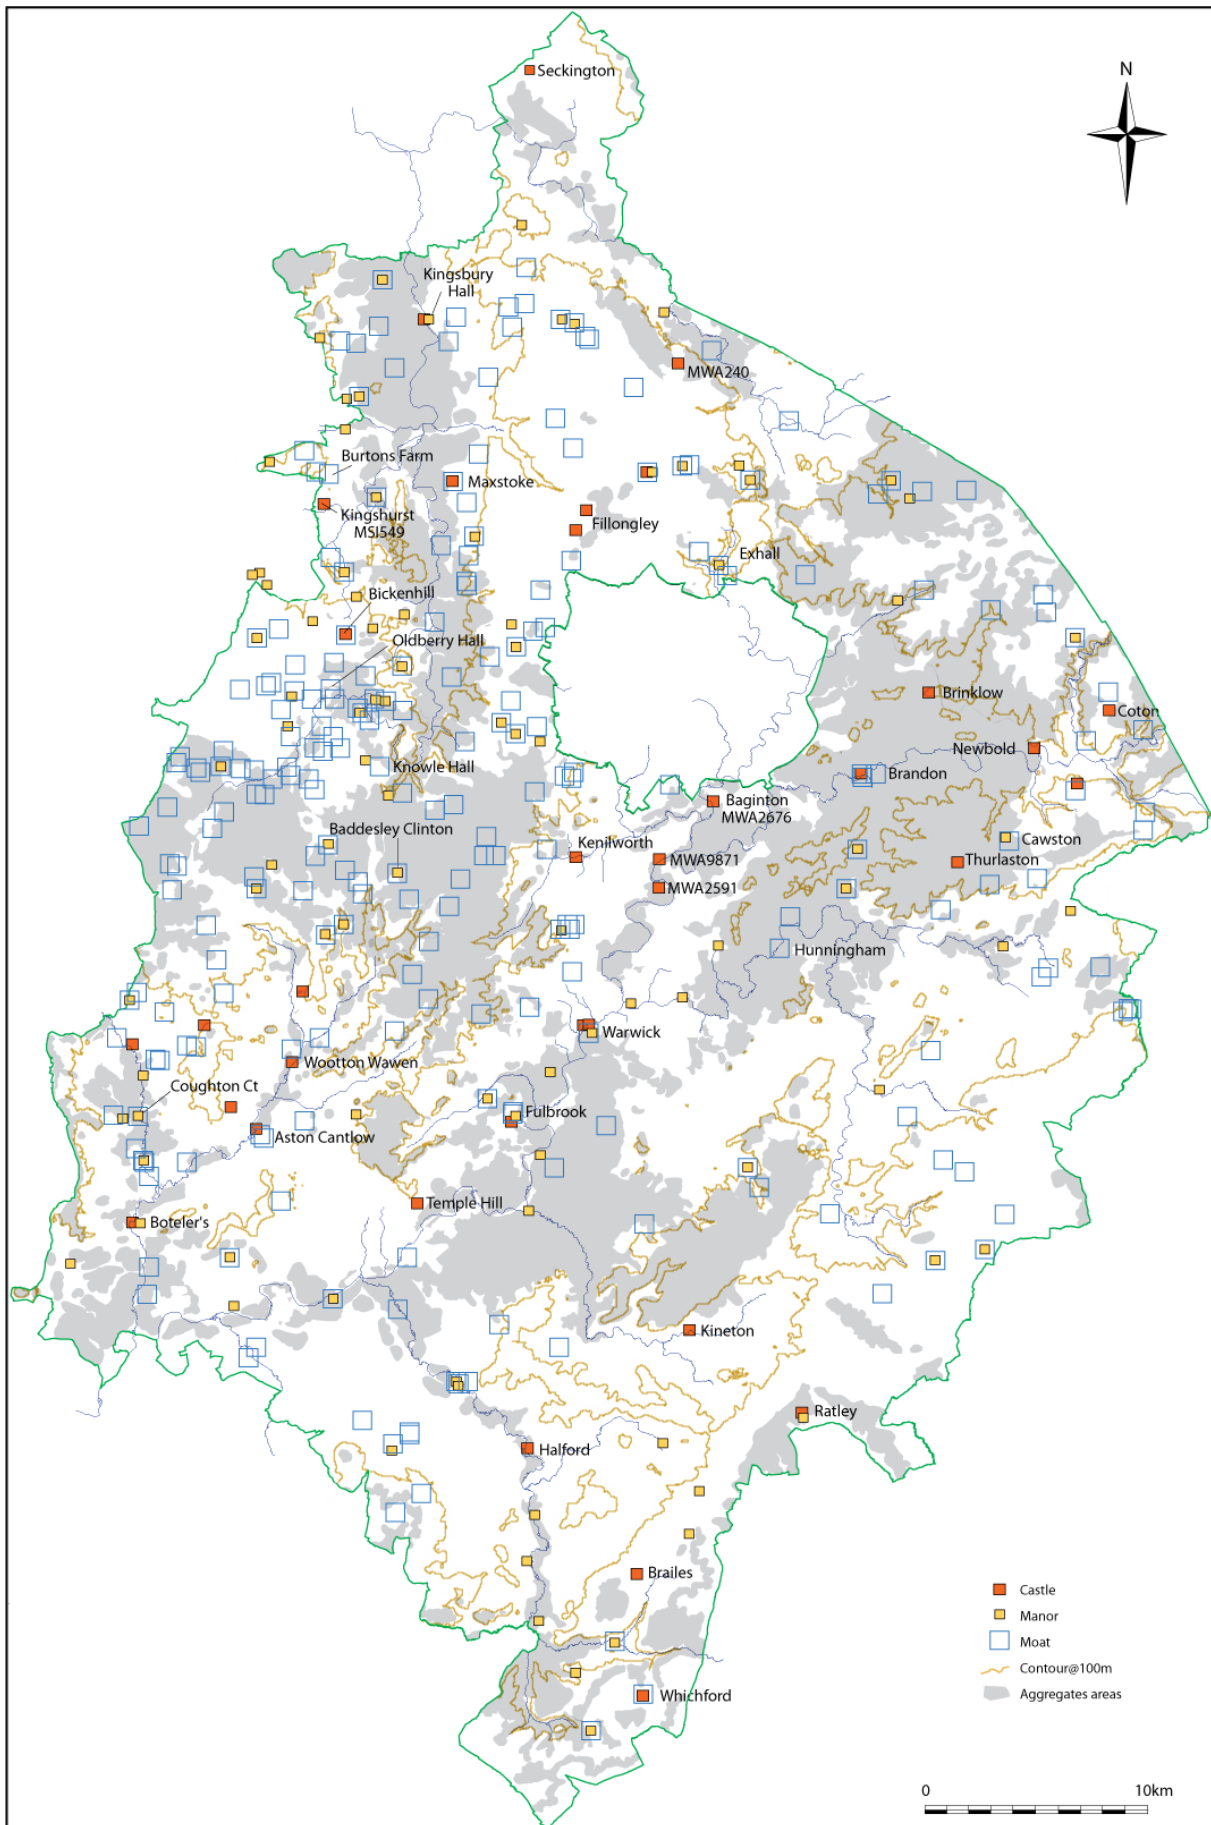 N
Seckington
Kingsbury
Hall
MWA240
Burtons Farm
Maxstoke
Kingshurst
MSI549
Fillongley
Exhall
Bickenhill
Oldberry Hall
Brinklow
Coton
Newbold
Knowle Hall
Brandon
Baginton
MWA2676
Baddesley Clinton
Kenilworth
Cawston
MWA9871
Thurlaston
MWA2591
Hunningham
Warwick
Wootton Wawen
Coughton Ct
Fulbrook
Aston Cantlow
Temple Hill
Boteler's
Kineton
Ratley
Halford
Brailes
Castle
Manor
Moat
Contour@100m
Aggregates areas
Whichford
0 10km